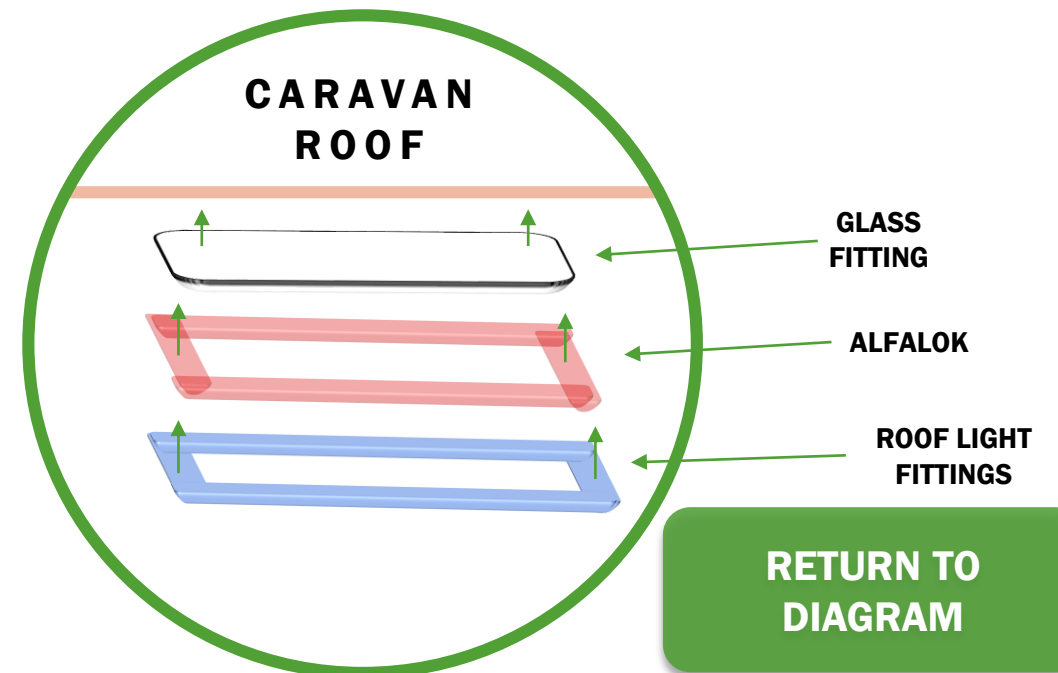 CARAVAN
ROOF
GLASS
FITTING
ALFALOK
ROOF LIGHT
FITTINGS
RETURN TO
DIAGRAM